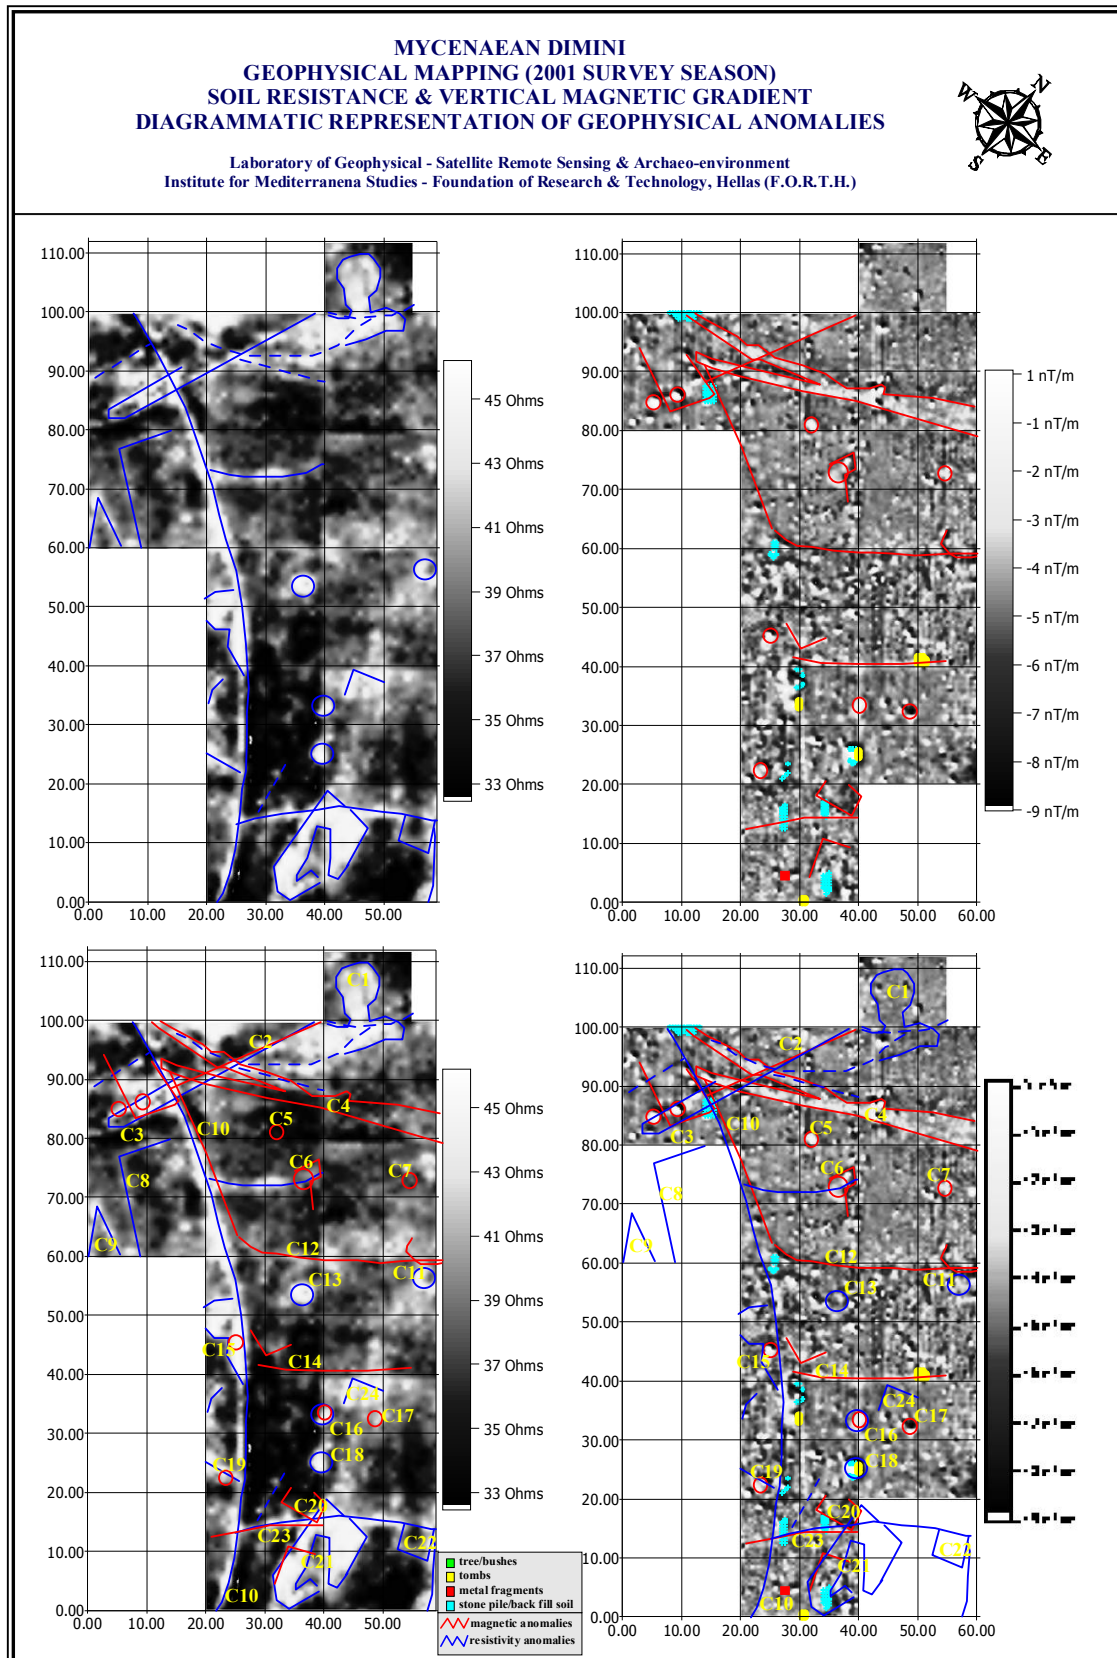 MYCENAEAN DIMINI
GEOPHYSICAL MAPPING (2001 SURVEY SEASON)
SOIL RESISTANCE & VERTICAL MAGNETIC GRADIENT
DIAGRAMMATIC REPRESENTATION OF GEOPHYSICAL ANOMALIES
Laboratory of Geophysical - Satellite Remote Sensing & Archaeo-environment
Institute for Mediterranena Studies - Foundation of Research & Technology, Hellas (F.O.R.T.H.)
W N
S E
110.00
100.00
90.00
80.00
70.00
60.00
50.00
40.00
30.00
20.00
10.00
0.00
0.00 10.00 20.00 30.00 40.00 50.00
45 Ohms
43 Ohms
41 Ohms
39 Ohms
37 Ohms
35 Ohms
33 Ohms
110.00
100.00
90.00
80.00
70.00
60.00
50.00
40.00
30.00
20.00
10.00
0.00
0.00 10.00 20.00 30.00 40.00 50.00 60.00
1 nT/m
-1 nT/m
-2 nT/m
-3 nT/m
-4 nT/m
-5 nT/m
-6 nT/m
-7 nT/m
-8 nT/m
-9 nT/m
110.00
100.00
90.00
80.00
70.00
60.00
50.00
40.00
30.00
20.00
10.00
0.00
0.00 10.00 20.00 30.00 40.00 50.00
C1
C2
C4
C3
C10
C5
C6
C7
C8
C9
C12
C11
C13
C15
C14
C24
C17
C16
C18
C19
C20
C23
C22
C21
C10
45 Ohms
43 Ohms
41 Ohms
39 Ohms
37 Ohms
35 Ohms
33 Ohms
tree/bushes
tombs
metal fragments
stone pile/back fill soil
magnetic anomalies
resistivity anomalies
110.00
100.00
90.00
80.00
70.00
60.00
50.00
40.00
30.00
20.00
10.00
0.00
0.00 10.00 20.00 30.00 40.00 50.00 60.00
C1
C2
C4
C10
C5
C3
C6
C7
C8
C9
C12
C11
C13
C15
C14
C24
C17
C16
C18
C19
C20
C23
C22
C21
C10